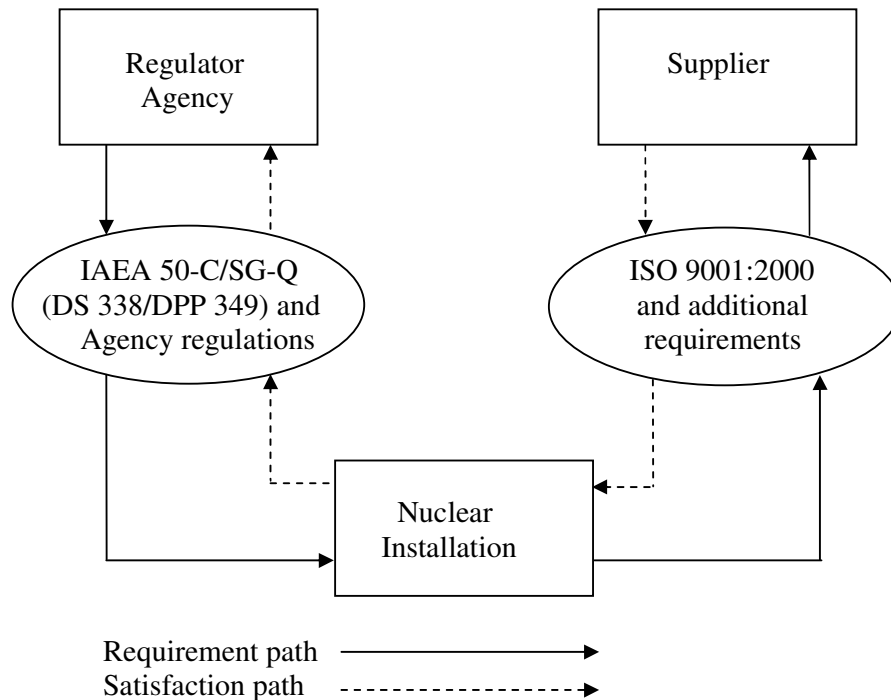 Regulator
Agency
Supplier
IAEA 50-C/SG-Q
(DS 338/DPP 349) and
Agency regulations
ISO 9001:2000
and additional
requirements
Nuclear
Installation
Requirement path
Satisfaction path